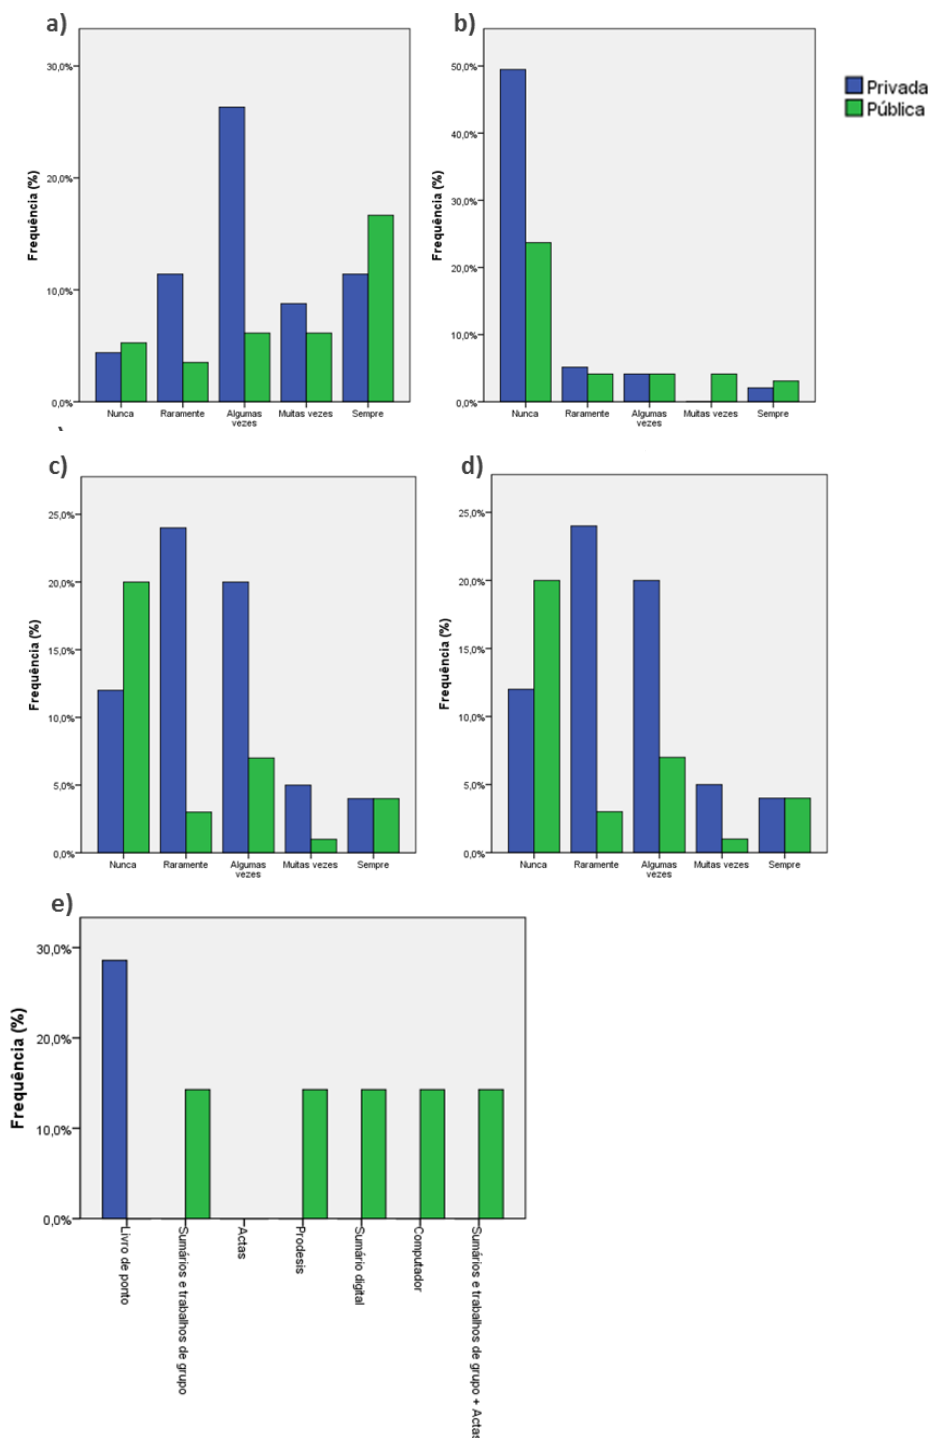 a)
Frequência (%)
30,0%
20,0%
10,0%
0,0%
Nunca
Raramente
Algumas
vezes
Muitas vezes
Sempre
b)
Frequência (%)
50,0%
40,0%
30,0%
20,0%
10,0%
0,0%
Nunca
Raramente
Algumas
vezes
Muitas vezes
Sempre
Privada
Pública
c)
Frequência (%)
25,0%
20,0%
15,0%
10,0%
5,0%
0,0%
Nunca
Raramente
Algumas
vezes
Muitas vezes
Sempre
d)
Frequência (%)
25,0%
20,0%
15,0%
10,0%
5,0%
0,0%
Nunca
Raramente
Algumas
vezes
Muitas vezes
Sempre
e)
Frequência (%)
30,0%
20,0%
10,0%
0,0%
Livro de ponto
Sumários e trabalhos de grupo
Actas
Prodesis
Sumário digital
Computador
Sumários e trabalhos de grupo + Actas